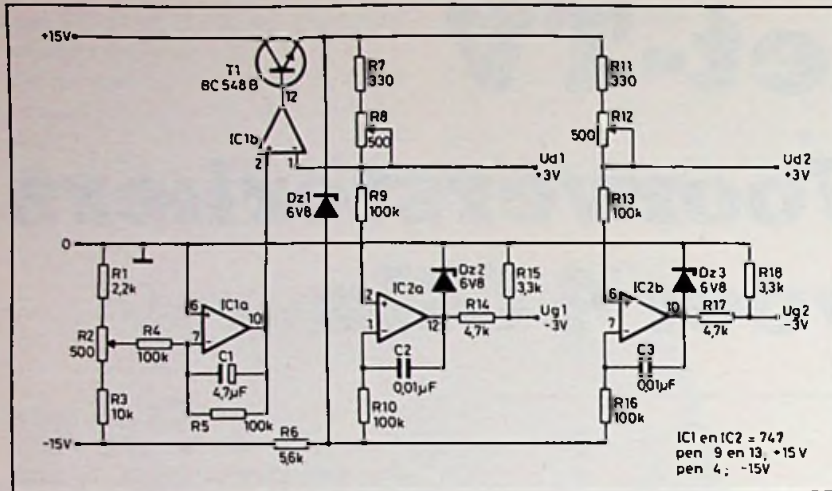 +15V
T1
BC 548B
12
IC1b
2
1
R7
330
R8
500
R9
100k
R11
330
R12
500
R13
100k
Ud1
+3V
Ud2
+3V
Dz1
6V8
0
R1
2,2k
R2
500
R3
10k
R4
100k
6
7
IC1a
10
C1
4,7µF
R5
100k
R6
5,6k
-15V
2
1
IC2a
12
Dz2
6V8
R15
3,3k
R14
4,7k
Ug1
-3V
C2
0,01µF
R10
100k
6
7
IC2b
10
Dz3
6V8
R18
3,3k
R17
4,7k
Ug2
-3V
C3
0,01µF
R16
100k
IC1 en IC2 = 747
pen 9 en 13, +15V
pen 4; -15V